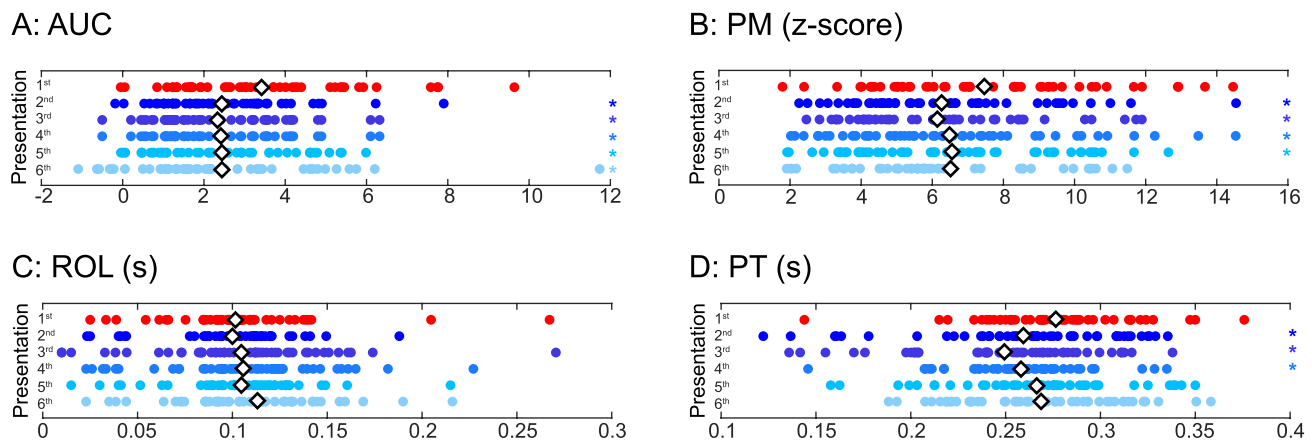 A: AUC
Presentation
1st
2nd *
3rd *
4th *
5th *
6th *
-2 0 2 4 6 8 10 12
B: PM (z-score)
Presentation
1st
2nd *
3rd *
4th *
5th *
6th
0 2 4 6 8 10 12 14 16
C: ROL (s)
Presentation
1st
2nd
3rd
4th
5th
6th
0 0.05 0.1 0.15 0.2 0.25 0.3
D: PT (s)
Presentation
1st
2nd *
3rd *
4th *
5th
6th
0.1 0.15 0.2 0.25 0.3 0.35 0.4